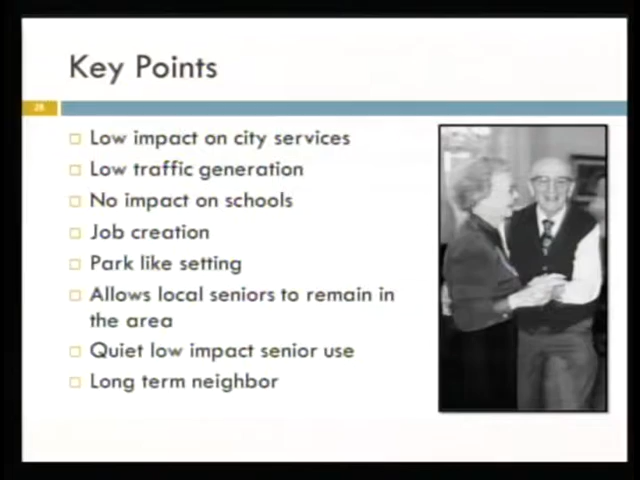 Key Points
28
Low impact on city services
Low traffic generation
No impact on schools
Job creation
Park like setting
Allows local seniors to remain in
the area
Quiet low impact senior use
Long term neighbor